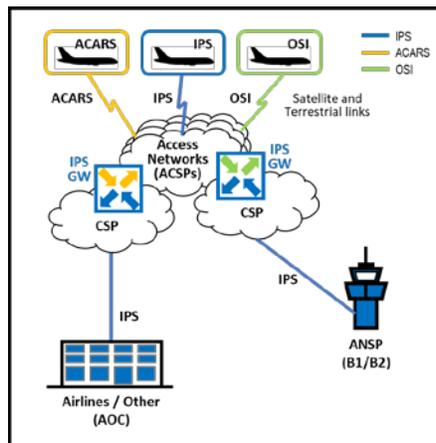 ACARS
IPS
OSI
IPS
ACARS
OSI
ACARS
IPS
OSI
Satellite and
Terrestrial links
Access
Networks
(ACSPs)
IPS
GW
IPS
GW
CSP
CSP
IPS
IPS
Airlines / Other
(AOC)
ANSP
(B1/B2)